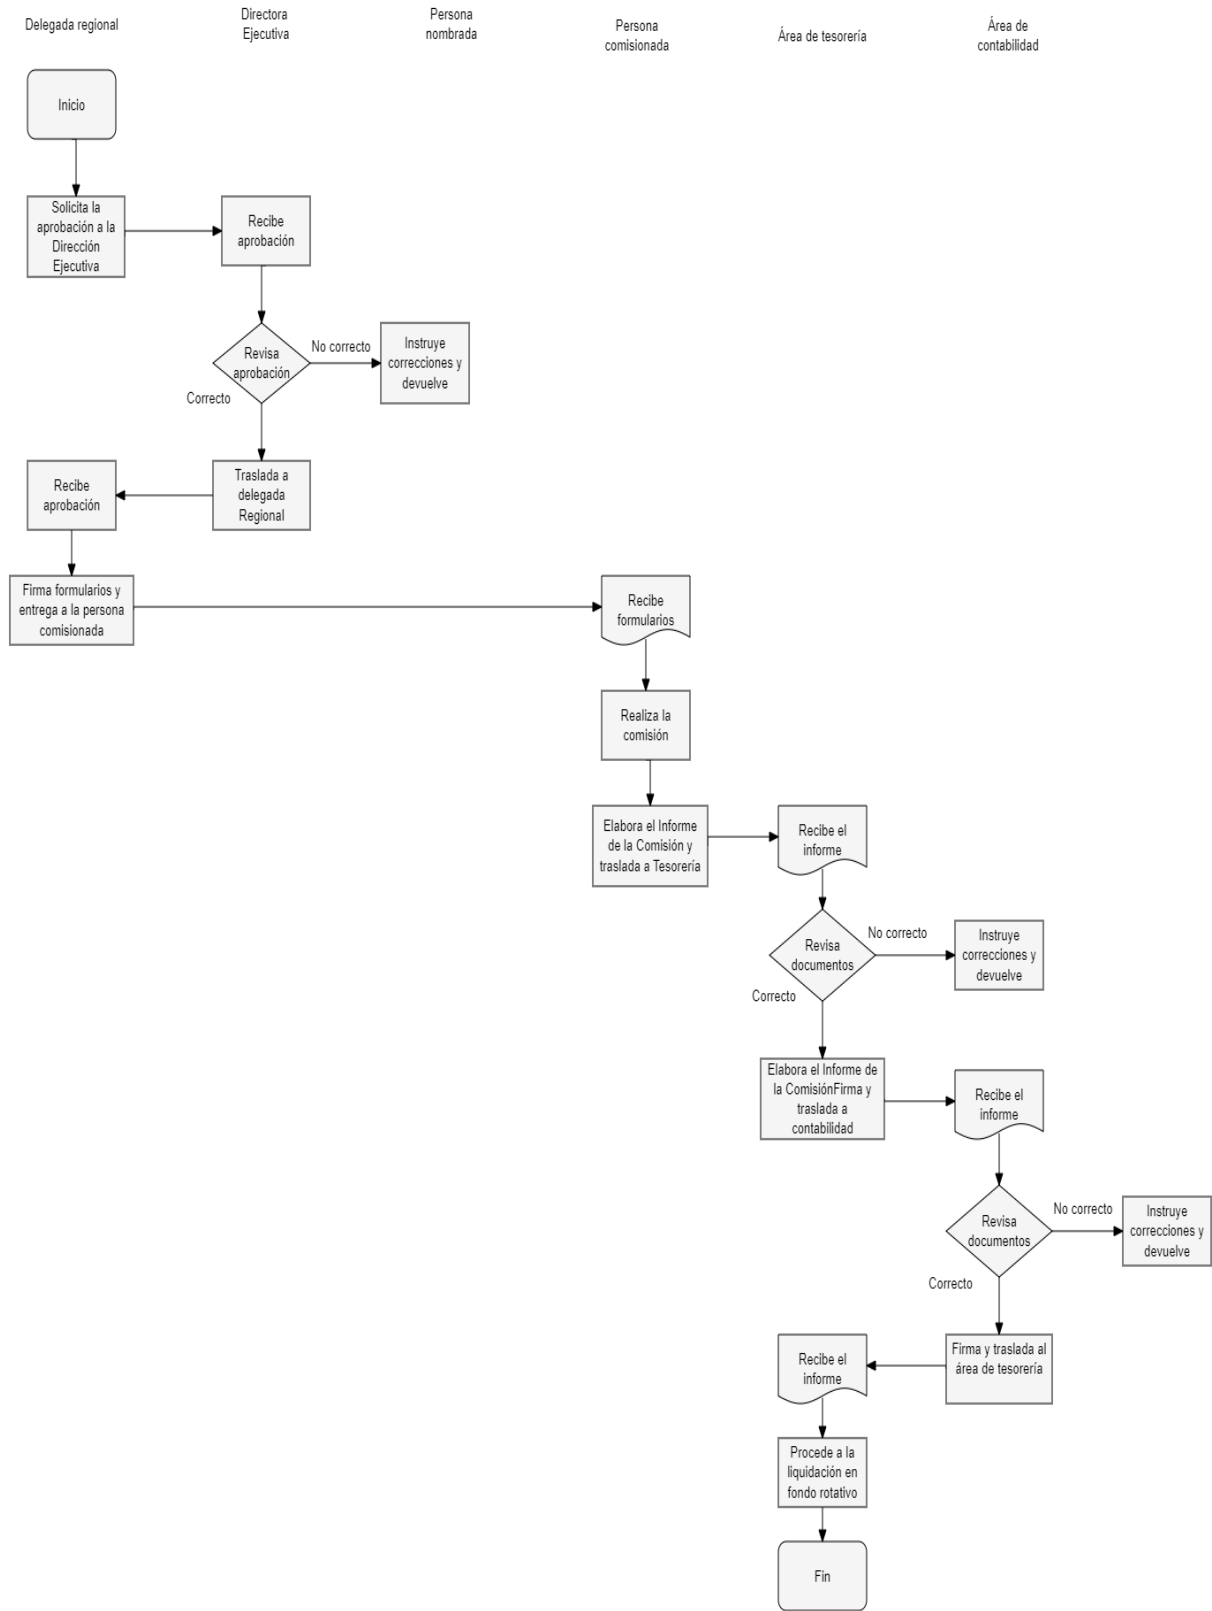 Delegada regional
Directora
Ejecutiva
Persona
nombrada
Persona
comisionada
Área de tesorería
Área de
contabilidad
Inicio
Solicita la
aprobación a la
Dirección
Ejecutiva
Recibe
aprobación
Revisa
aprobación
No correcto
Instruye
correcciones y
devuelve
Correcto
Traslada a
delegada
Regional
Recibe
aprobación
Firma formularios y
entrega a la persona
comisionada
Recibe
formularios
Realiza la
comisión
Elabora el Informe
de la Comisión y
traslada a Tesorería
Recibe el
informe
Revisa
documentos
No correcto
Instruye
correcciones y
devuelve
Correcto
Elabora el Informe de
la ComisiónFirma y
traslada a
contabilidad
Recibe el
informe
Revisa
documentos
No correcto
Instruye
correcciones y
devuelve
Correcto
Firma y traslada al
área de tesorería
Recibe el
informe
Procede a la
liquidación en
fondo rotativo
Fin